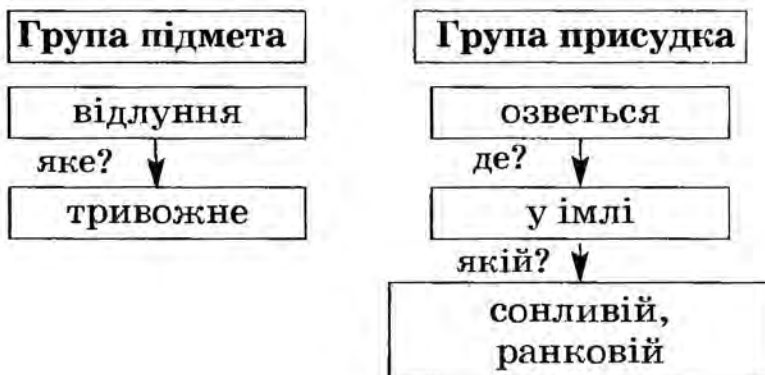 Група підмета
Група присудка
відлуння
озветься
яке?
де?
тривожне
у імлі
якій?
сонливій,
ранковій